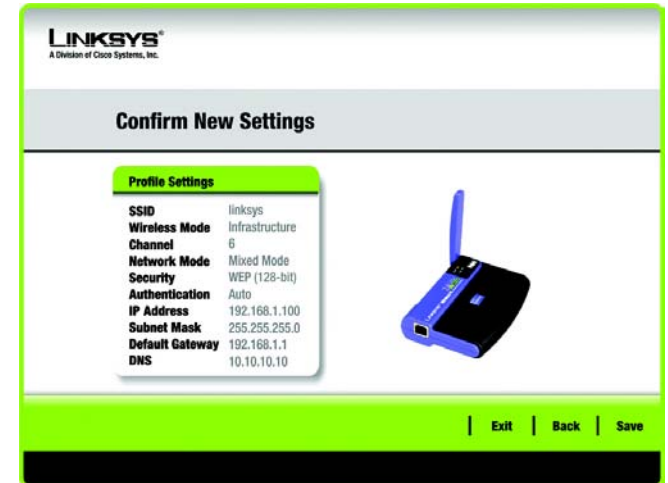 LINKSYS®
A Division of Cisco Systems, Inc.
Confirm New Settings
Profile Settings
SSID linksys
Wireless Mode Infrastructure
Channel 6
Network Mode Mixed Mode
Security WEP (128-bit)
Authentication Auto
IP Address 192.168.1.100
Subnet Mask 255.255.255.0
Default Gateway 192.168.1.1
DNS 10.10.10.10
Exit Back Save